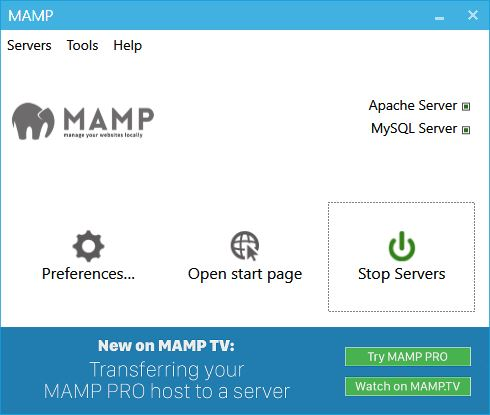 MAMP
Servers Tools Help
MAMP
manage your websites locally
Apache Server
MySQL Server
Preferences...
Open start page
Stop Servers
New on MAMP TV:
Transferring your
MAMP PRO host to a server
Try MAMP PRO
Watch on MAMP.TV